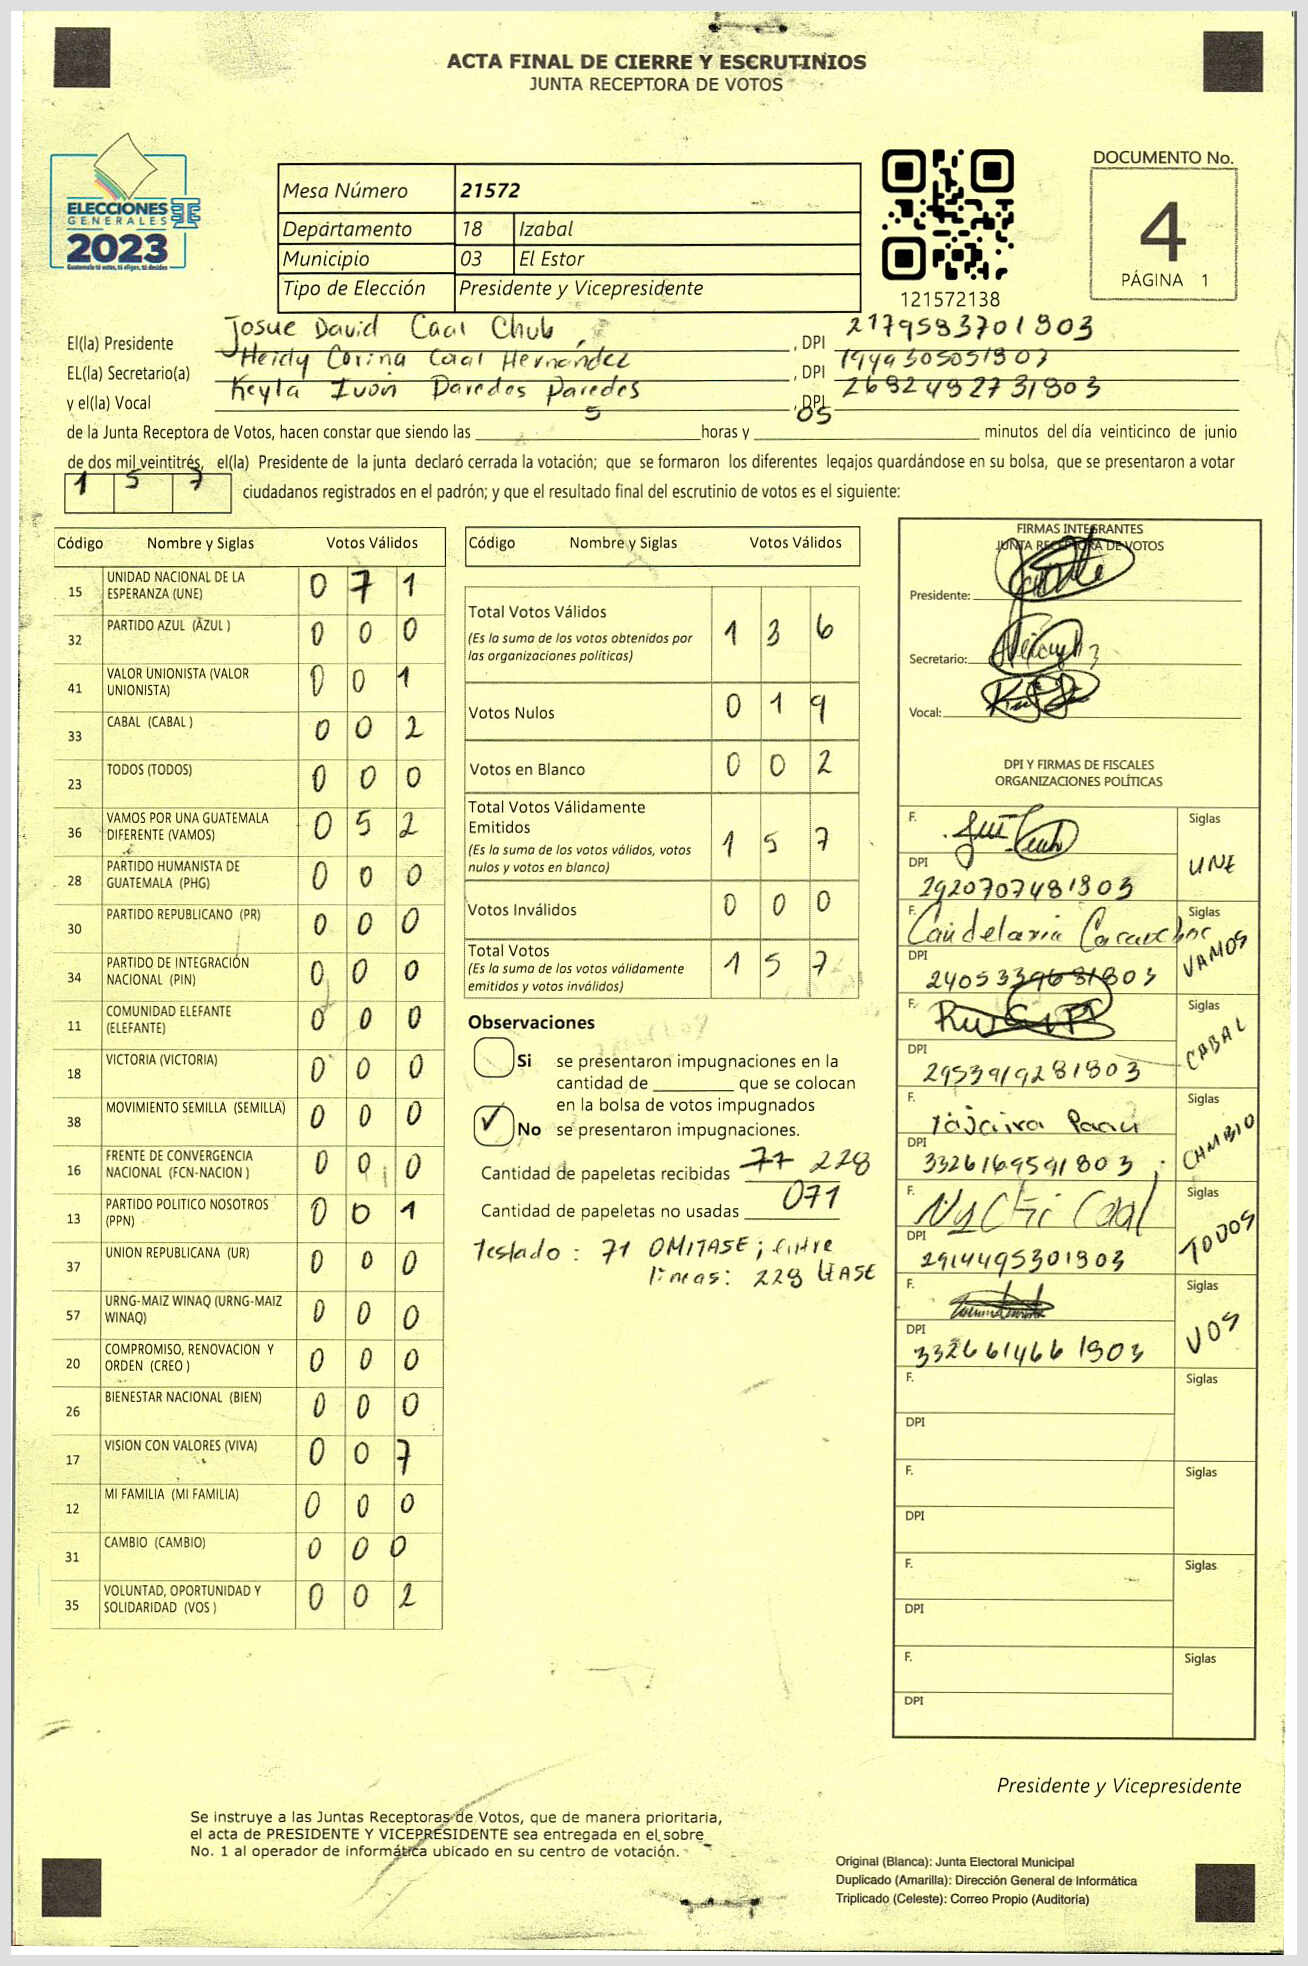 ACTA FINAL DE CIERRE Y ESCRUTINIOS
JUNTA RECEPTORA DE VOTOS
ELECCIONES
GENERALES
2023
Guatemala tú votas, tú eliges, tú decides
Mesa Número 21572
Departamento 18 Izabal
Municipio 03 El Estor
Tipo de Elección Presidente y Vicepresidente
121572138
DOCUMENTO No.
4
PÁGINA 1
El(la) Presidente Josue David Caal Chub, DPI 2179583701803
EL(la) Secretario(a) Heidy Corina Caal Hernández, DPI 1949305051807
y el(la) Vocal Keyla Ivon Paredes Paredes, DPI 2682492731803
de la Junta Receptora de Votos, hacen constar que siendo las 5 horas y 05 minutos del día veinticinco de junio
de dos mil veintitrés, el(la) Presidente de la junta declaró cerrada la votación; que se formaron los diferentes legajos quardándose en su bolsa, que se presentaron a votar
1 5 7 ciudadanos registrados en el padrón; y que el resultado final del escrutinio de votos es el siguiente:
Código Nombre y Siglas Votos Válidos
15 UNIDAD NACIONAL DE LA ESPERANZA (UNE) 0 7 1
32 PARTIDO AZUL (AZUL ) 0 0 0
41 VALOR UNIONISTA (VALOR UNIONISTA) 0 0 1
33 CABAL (CABAL ) 0 0 2
23 TODOS (TODOS) 0 0 0
36 VAMOS POR UNA GUATEMALA DIFERENTE (VAMOS) 0 5 2
28 PARTIDO HUMANISTA DE GUATEMALA (PHG) 0 0 0
30 PARTIDO REPUBLICANO (PR) 0 0 0
34 PARTIDO DE INTEGRACIÓN NACIONAL (PIN) 0 0 0
11 COMUNIDAD ELEFANTE (ELEFANTE) 0 0 0
18 VICTORIA (VICTORIA) 0 0 0
38 MOVIMIENTO SEMILLA (SEMILLA) 0 0 0
16 FRENTE DE CONVERGENCIA NACIONAL (FCN-NACION ) 0 0 0
13 PARTIDO POLITICO NOSOTROS (PPN) 0 0 1
37 UNION REPUBLICANA (UR) 0 0 0
57 URNG-MAIZ WINAQ (URNG-MAIZ WINAQ) 0 0 0
20 COMPROMISO, RENOVACION Y ORDEN (CREO ) 0 0 0
26 BIENESTAR NACIONAL (BIEN) 0 0 0
17 VISION CON VALORES (VIVA) 0 0 7
12 MI FAMILIA (MI FAMILIA) 0 0 0
31 CAMBIO (CAMBIO) 0 0 0
35 VOLUNTAD, OPORTUNIDAD Y SOLIDARIDAD (VOS ) 0 0 2
Código Nombre y Siglas Votos Válidos
Total Votos Válidos 1 3 6
(Es la suma de los votos obtenidos por
las organizaciones políticas)
Votos Nulos 0 1 9
Votos en Blanco 0 0 2
Total Votos Válidamente
Emitidos 1 5 7
(Es la suma de los votos válidos, votos
nulos y votos en blanco)
Votos Inválidos 0 0 0
Total Votos 1 5 7
(Es la suma de los votos válidamente
emitidos y votos inválidos)
Observaciones
Si se presentaron impugnaciones en la
cantidad de ________ que se colocan
en la bolsa de votos impugnados
✓ No se presentaron impugnaciones.
Cantidad de papeletas recibidas 71 228
Cantidad de papeletas no usadas 071
Testado: 71 OMITASE; Entre
lineas: 228 LEASE
FIRMAS INTEGRANTES
JUNTA RECEPTORA DE VOTOS
Presidente:
Secretario:
Vocal:
DPI Y FIRMAS DE FISCALES
ORGANIZACIONES POLÍTICAS
F. Siglas UNE
DPI 2920707481803
F. Candelaria Siglas VAMOS
DPI 2405339681803
F. Siglas CABAL
DPI 2953919281803
F. Siglas CAMBIO
DPI 3326169591803
F. Siglas TODOS
DPI 2914495301803
F. Siglas VOS
DPI 3326614661803
F. Siglas
DPI
F. Siglas
DPI
F. Siglas
DPI
F. Siglas
DPI
Presidente y Vicepresidente
Se instruye a las Juntas Receptoras de Votos, que de manera prioritaria,
el acta de PRESIDENTE Y VICEPRESIDENTE sea entregada en el sobre
No. 1 al operador de informática ubicado en su centro de votación.
Original (Blanca): Junta Electoral Municipal
Duplicado (Amarilla): Dirección General de Informática
Triplicado (Celeste): Correo Propio (Auditoría)